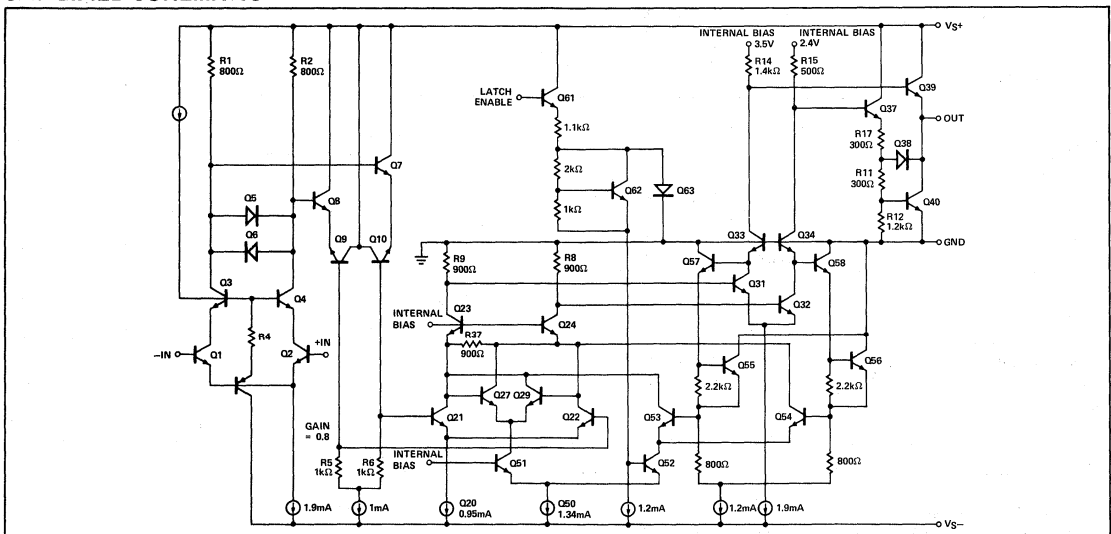 VS+
INTERNAL BIAS
3.5V
INTERNAL BIAS
2.4V
R1
800Ω
R2
800Ω
R14
1.4kΩ
R15
500Ω
LATCH
ENABLE
Q61
Q39
Q37
OUT
1.1kΩ
R17
300Ω
Q38
Q7
2kΩ
Q62
Q63
R11
300Ω
Q5
Q8
1kΩ
Q40
R12
1.2kΩ
Q6
Q9
Q10
Q33
Q34
GND
R9
900Ω
R8
900Ω
Q57
Q58
Q3
Q4
Q31
Q32
INTERNAL
BIAS
Q23
Q24
R4
R37
900Ω
–IN
Q1
Q2
+IN
Q55
Q56
2.2kΩ
2.2kΩ
Q27
Q29
Q21
Q22
Q53
Q54
GAIN
= 0.8
R5
1kΩ
R6
1kΩ
INTERNAL
BIAS
Q51
Q52
800Ω
800Ω
1.9mA
1mA
Q20
0.95mA
Q50
1.34mA
1.2mA
1.2mA
1.9mA
VS–